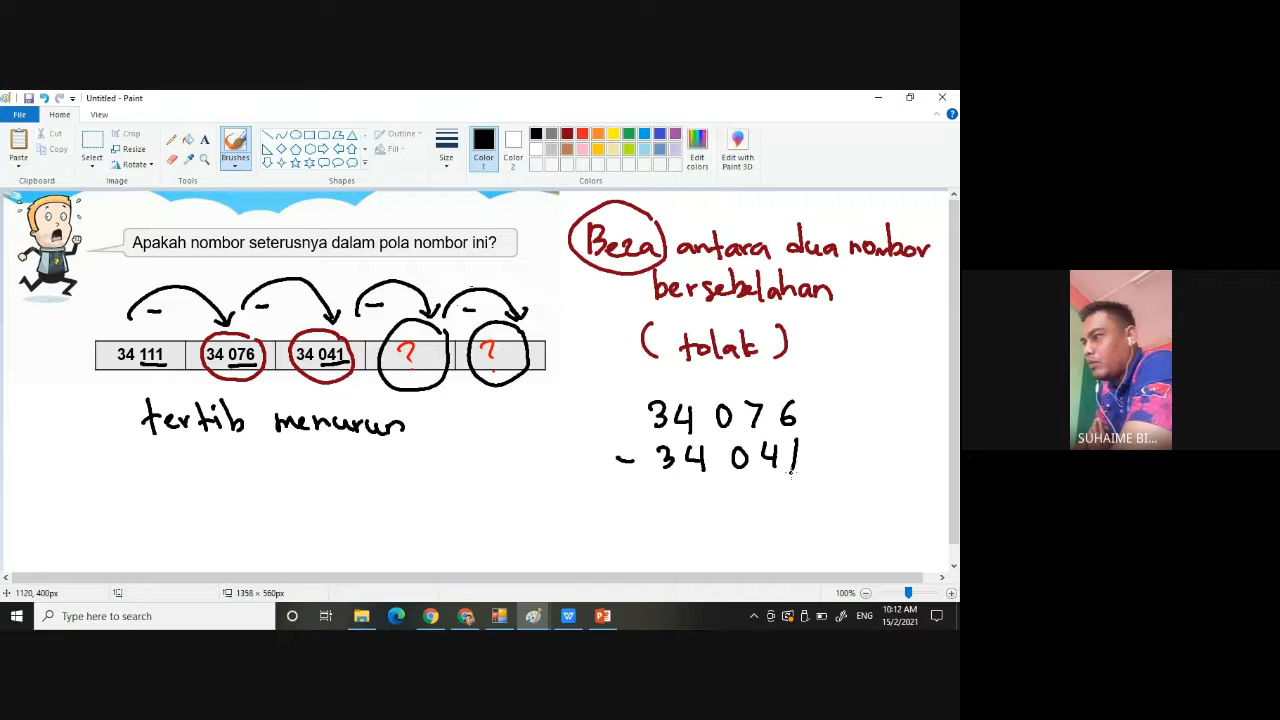 Untitled - Paint
File Home View
Cut
Copy
Paste
Clipboard
Crop
Resize
Rotate
Select
Image
A
Tools
Brushes
Outline
Fill
Shapes
Size
Color 1
Color 2
Colors
Edit colors
Edit with Paint 3D
Apakah nombor seterusnya dalam pola nombor ini?
- - - -
34 111 34 076 34 041 ? ?
tertib menurun
Beza antara dua nombor
bersebelahan
( tolak )
34 076
- 34 041
SUHAIME BI...
1120, 400px 1358 × 560px 100%
Type here to search
ENG
10:12 AM
15/2/2021